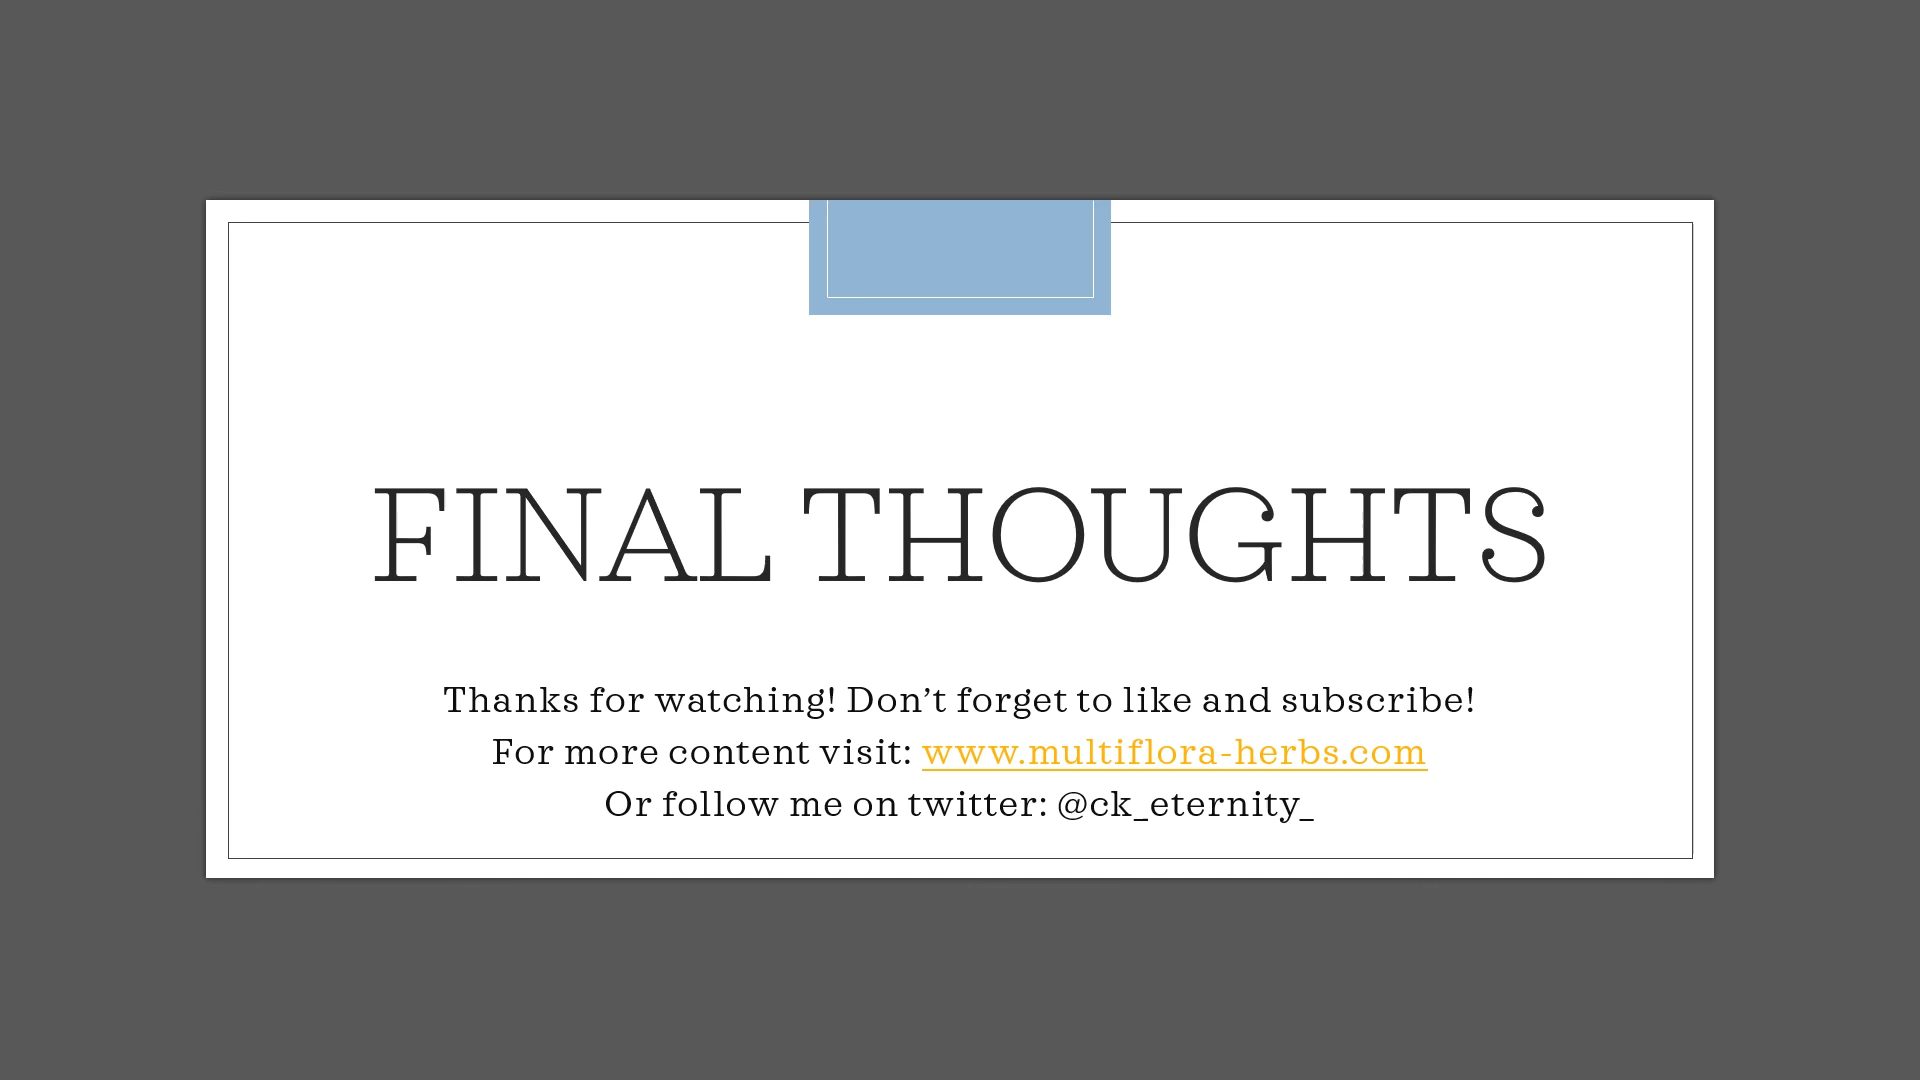 FINAL THOUGHTS
Thanks for watching! Don’t forget to like and subscribe!
For more content visit: www.multiflora-herbs.com
Or follow me on twitter: @ck_eternity_